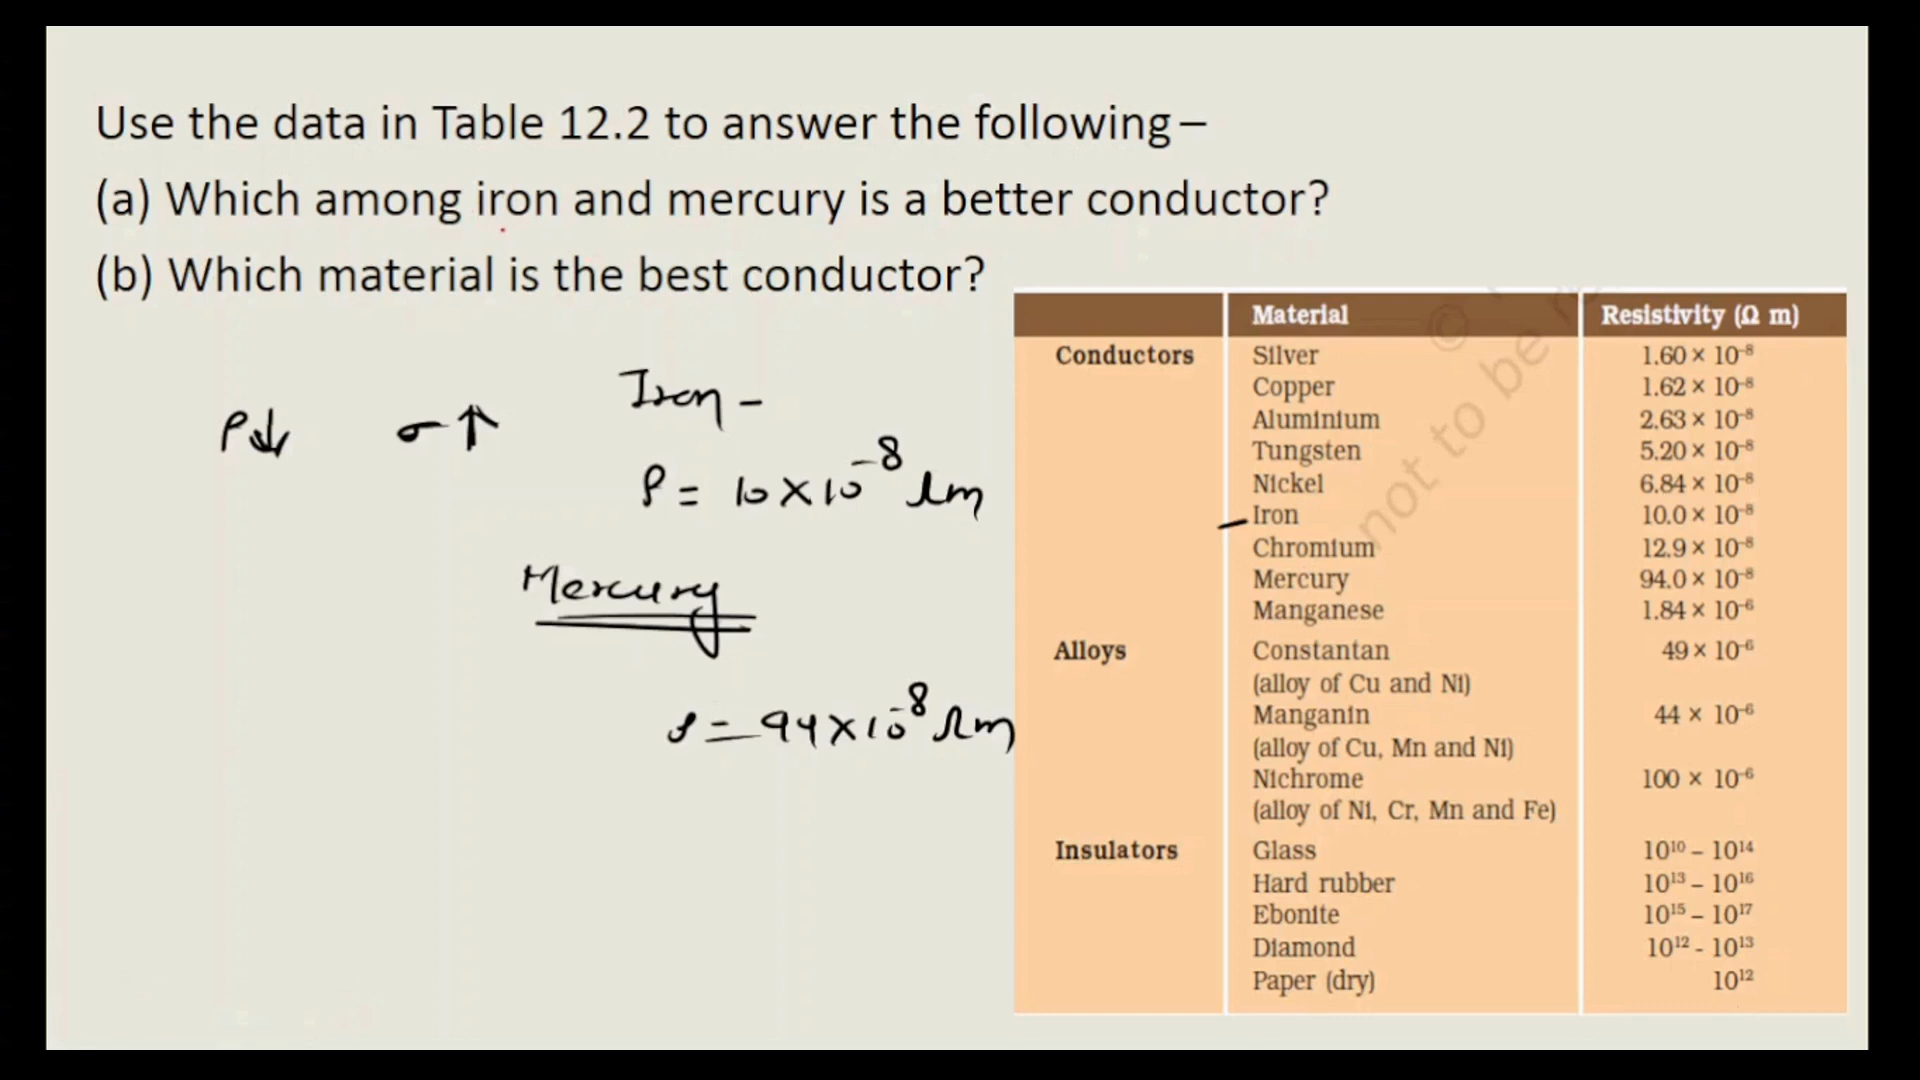 Use the data in Table 12.2 to answer the following –
(a) Which among iron and mercury is a better conductor?
(b) Which material is the best conductor?
ρ↓ σ↑
Iron -
ρ = 10×10⁻⁸ Ωm
Mercury
ρ = 94×10⁻⁸ Ωm
Material Resistivity (Ω m)
Conductors Silver 1.60 × 10⁻⁸
Copper 1.62 × 10⁻⁸
Aluminium 2.63 × 10⁻⁸
Tungsten 5.20 × 10⁻⁸
Nickel 6.84 × 10⁻⁸
Iron 10.0 × 10⁻⁸
Chromium 12.9 × 10⁻⁸
Mercury 94.0 × 10⁻⁸
Manganese 1.84 × 10⁻⁶
Alloys Constantan 49 × 10⁻⁶
(alloy of Cu and Ni)
Manganin 44 × 10⁻⁶
(alloy of Cu, Mn and Ni)
Nichrome 100 × 10⁻⁶
(alloy of Ni, Cr, Mn and Fe)
Insulators Glass 10¹⁰ – 10¹⁴
Hard rubber 10¹³ – 10¹⁶
Ebonite 10¹⁵ – 10¹⁷
Diamond 10¹² - 10¹³
Paper (dry) 10¹²
©
not to be